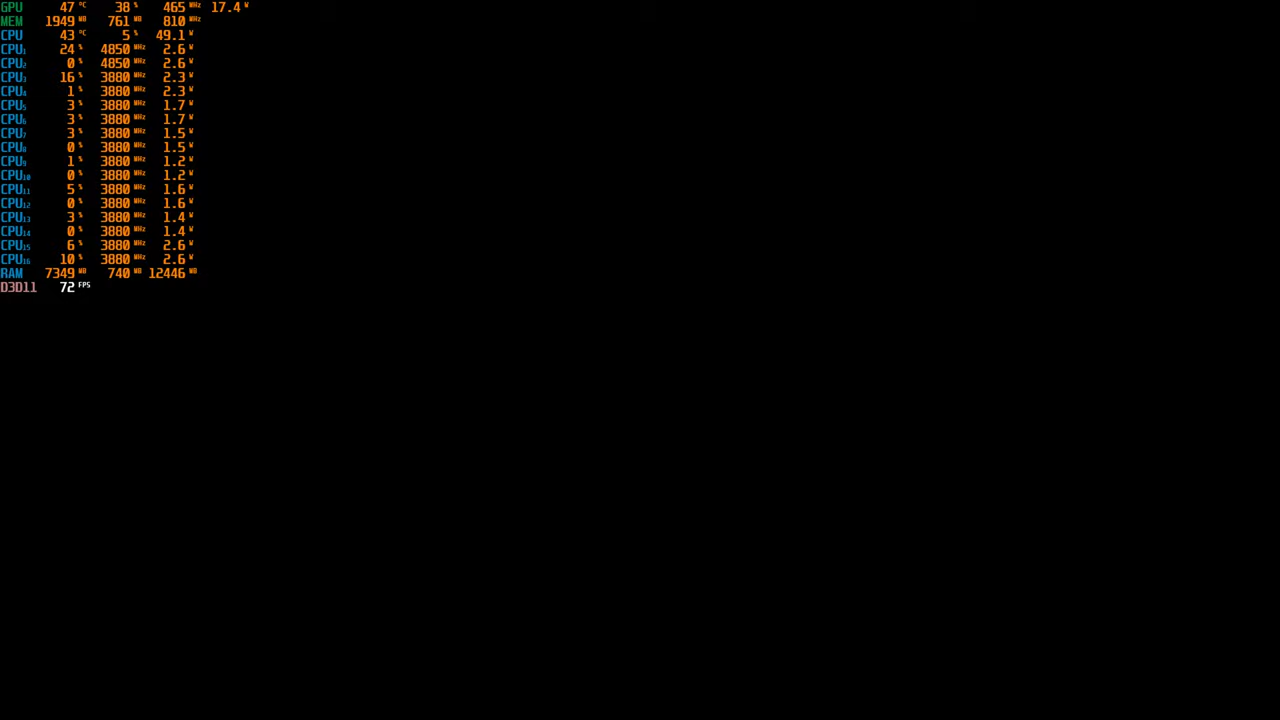 GPU 47 °C 38 % 465 MHz 17.4 W
MEM 1949 MB 761 MB 810 MHz
CPU 43 °C 5 % 49.1 W
CPU1 24 % 4850 MHz 2.6 W
CPU2 0 % 4850 MHz 2.6 W
CPU3 16 % 3880 MHz 2.3 W
CPU4 1 % 3880 MHz 2.3 W
CPU5 3 % 3880 MHz 1.7 W
CPU6 3 % 3880 MHz 1.7 W
CPU7 3 % 3880 MHz 1.5 W
CPU8 0 % 3880 MHz 1.5 W
CPU9 1 % 3880 MHz 1.2 W
CPU10 0 % 3880 MHz 1.2 W
CPU11 5 % 3880 MHz 1.6 W
CPU12 0 % 3880 MHz 1.6 W
CPU13 3 % 3880 MHz 1.4 W
CPU14 0 % 3880 MHz 1.4 W
CPU15 6 % 3880 MHz 2.6 W
CPU16 10 % 3880 MHz 2.6 W
RAM 7349 MB 740 MB 12446 MB
D3D11 72 FPS